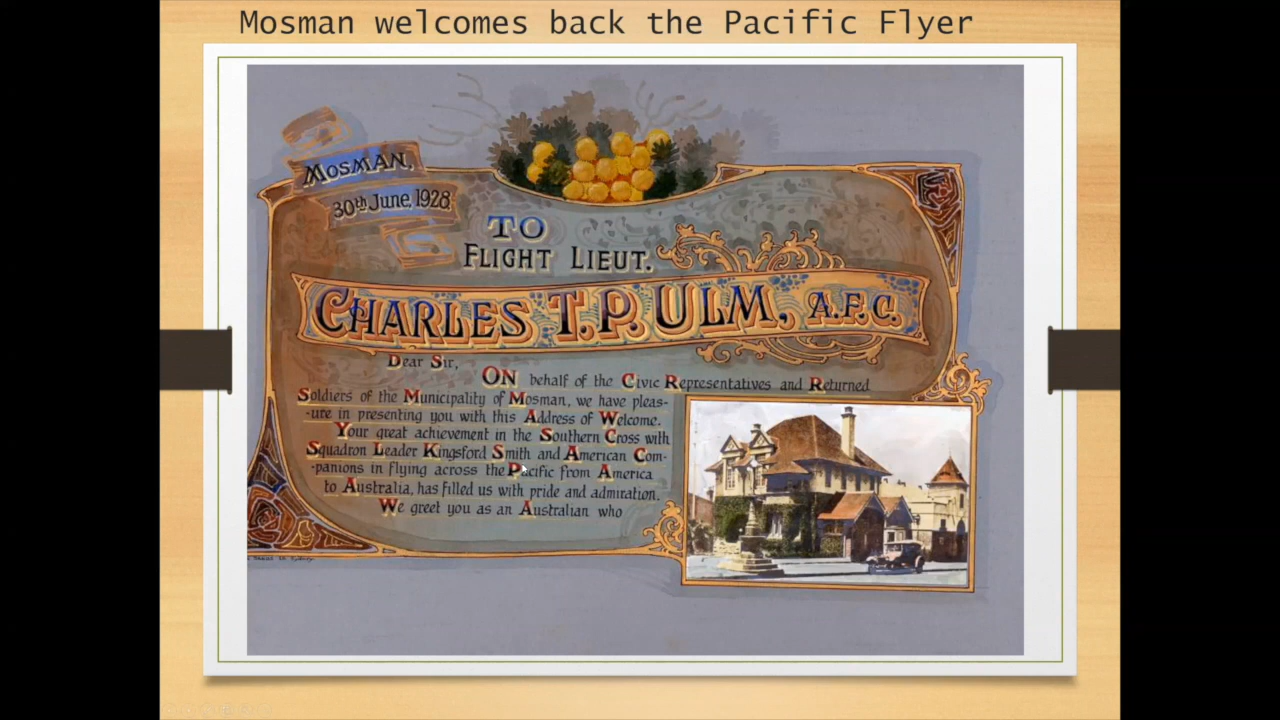 Mosman welcomes back the Pacific Flyer
MOSMAN,
30th June, 1928
TO
FLIGHT LIEUT.
CHARLES T.P. ULM, A.F.C.
Dear Sir,
ON behalf of the Civic Representatives and Returned
Soldiers of the Municipality of Mosman, we have pleas-
-ure in presenting you with this Address of Welcome.
Your great achievement in the Southern Cross with
Squadron Leader Kingsford Smith and American Com-
-panions in flying across the Pacific from America
to Australia, has filled us with pride and admiration.
We greet you as an Australian who